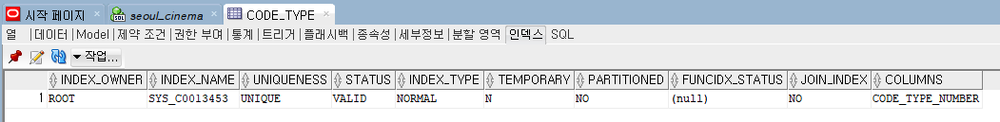 시작 페이지 seoul_cinema CODE_TYPE
열 | 데이터 | Model | 제약 조건 | 권한 부여 | 통계 | 트리거 | 플래시백 | 종속성 | 세부정보 | 분할 영역 | 인덱스 | SQL
작업...
INDEX_OWNER INDEX_NAME UNIQUENESS STATUS INDEX_TYPE TEMPORARY PARTITIONED FUNCIDX_STATUS JOIN_INDEX COLUMNS
1 ROOT SYS_C0013453 UNIQUE VALID NORMAL N NO (null) NO CODE_TYPE_NUMBER